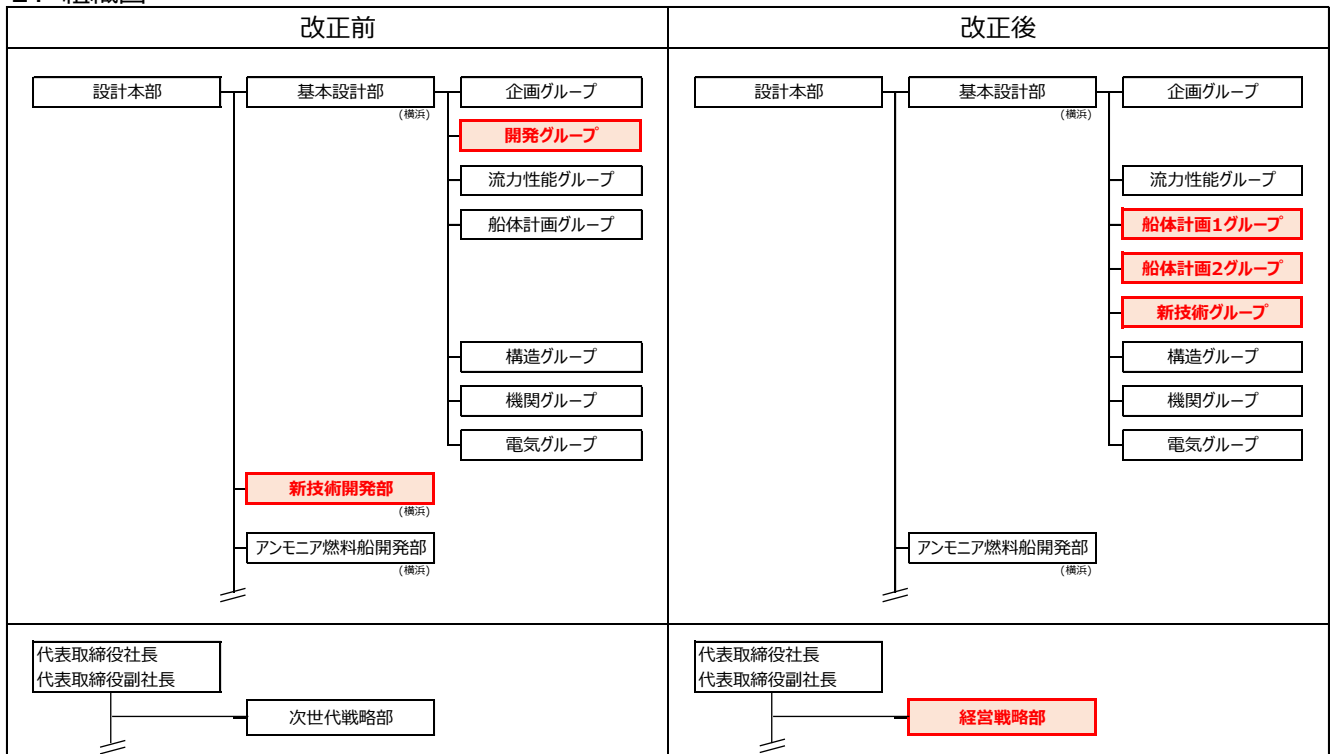 改正前
改正後
設計本部
基本設計部
(横浜)
企画グループ
開発グループ
流力性能グループ
船体計画グループ
構造グループ
機関グループ
電気グループ
新技術開発部
(横浜)
アンモニア燃料船開発部
(横浜)
設計本部
基本設計部
(横浜)
企画グループ
流力性能グループ
船体計画1グループ
船体計画2グループ
新技術グループ
構造グループ
機関グループ
電気グループ
アンモニア燃料船開発部
(横浜)
代表取締役社長
代表取締役副社長
次世代戦略部
代表取締役社長
代表取締役副社長
経営戦略部